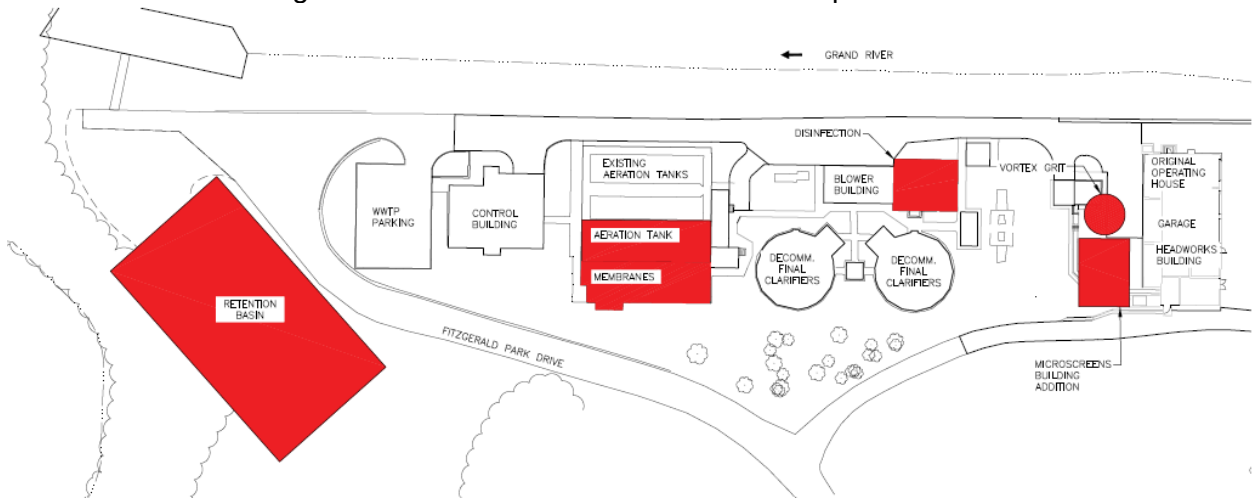 GRAND RIVER
DISINFECTION
EXISTING
AERATION TANKS
BLOWER
BUILDING
VORTEX GRIT
ORIGINAL
OPERATING
HOUSE
WWTP
PARKING
CONTROL
BUILDING
AERATION TANK
GARAGE
HEADWORKS
BUILDING
MEMBRANES
DECOMM.
FINAL
CLARIFIERS
DECOMM.
FINAL
CLARIFIERS
RETENTION
BASIN
FITZGERALD PARK DRIVE
MICROSCREENS
BUILDING
ADDITION